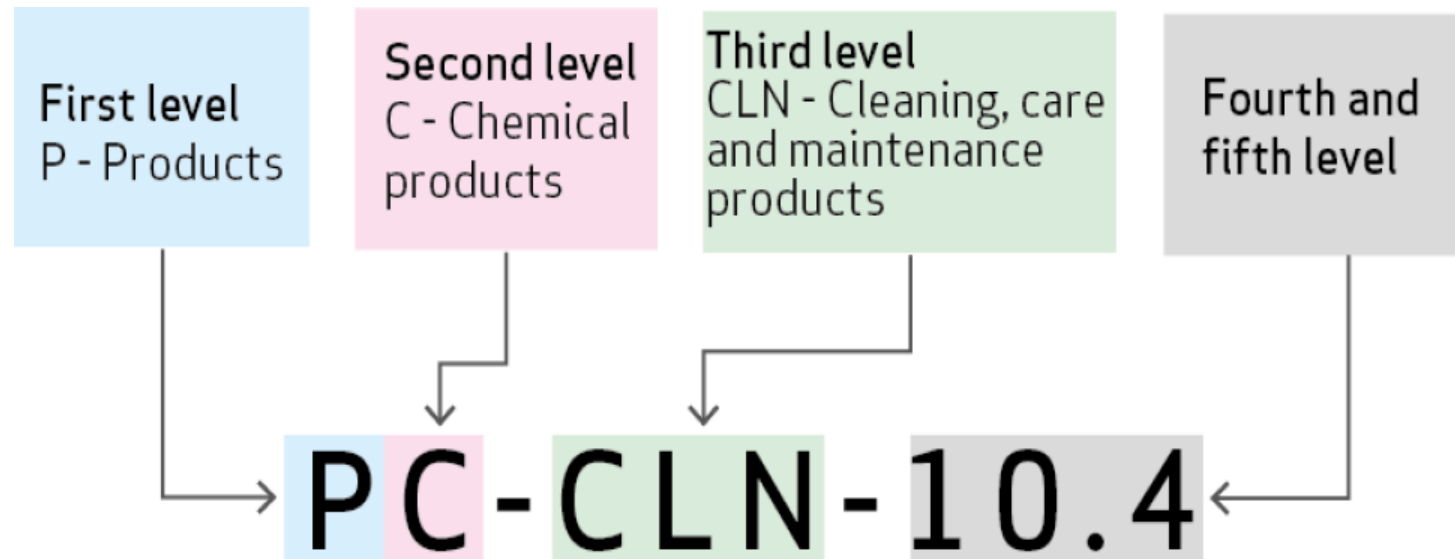 First level
P - Products
Second level
C - Chemical
products
Third level
CLN - Cleaning, care
and maintenance
products
Fourth and
fifth level
PC-CLN-10.4